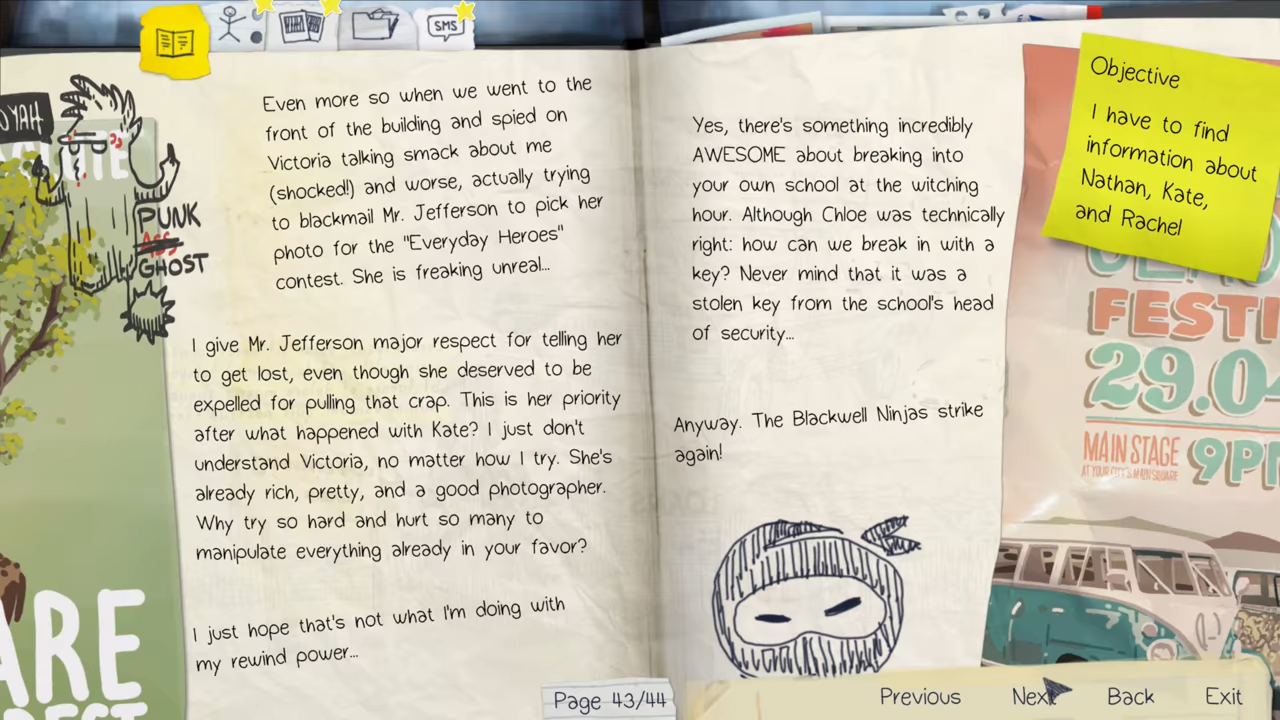 SMS
OYAH
PUNK
ASS
GHOST
Even more so when we went to the
front of the building and spied on
Victoria talking smack about me
(shocked!) and worse, actually trying
to blackmail Mr. Jefferson to pick her
photo for the "Everyday Heroes"
contest. She is freaking unreal...
I give Mr. Jefferson major respect for telling her
to get lost, even though she deserved to be
expelled for pulling that crap. This is her priority
after what happened with Kate? I just don't
understand Victoria, no matter how I try. She's
already rich, pretty, and a good photographer.
Why try so hard and hurt so many to
manipulate everything already in your favor?
I just hope that's not what I'm doing with
my rewind power...
Yes, there's something incredibly
AWESOME about breaking into
your own school at the witching
hour. Although Chloe was technically
right: how can we break in with a
key? Never mind that it was a
stolen key from the school's head
of security...
Anyway. The Blackwell Ninjas strike
again!
Objective
I have to find
information about
Nathan, Kate,
and Rachel
FESTI
29.0
MAIN STAGE
AT YOUR CITY'S MAIN SQUARE
9P
ARE
Page 43/44
Previous
Next
Back
Exit